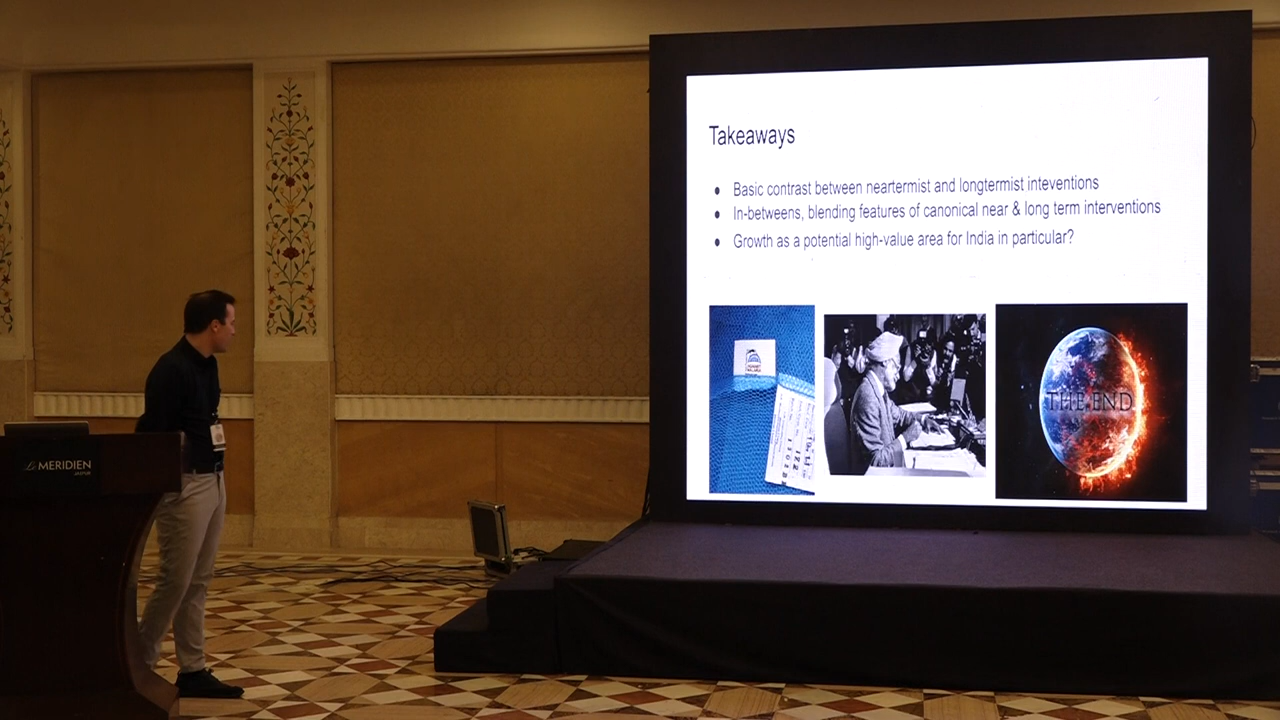 Takeaways
● Basic contrast between neartermist and longtermist inteventions
● In-betweens, blending features of canonical near & long term interventions
● Growth as a potential high-value area for India in particular?
THE END
Le MERIDIEN
JAIPUR